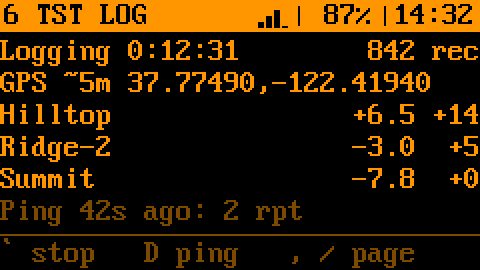 6 TST LOG | 87% |14:32
Logging 0:12:31 842 rec
GPS ~5m 37.77490,-122.41940
Hilltop +6.5 +14
Ridge-2 -3.0 +5
Summit -7.8 +0
Ping 42s ago: 2 rpt
` stop D ping , / page